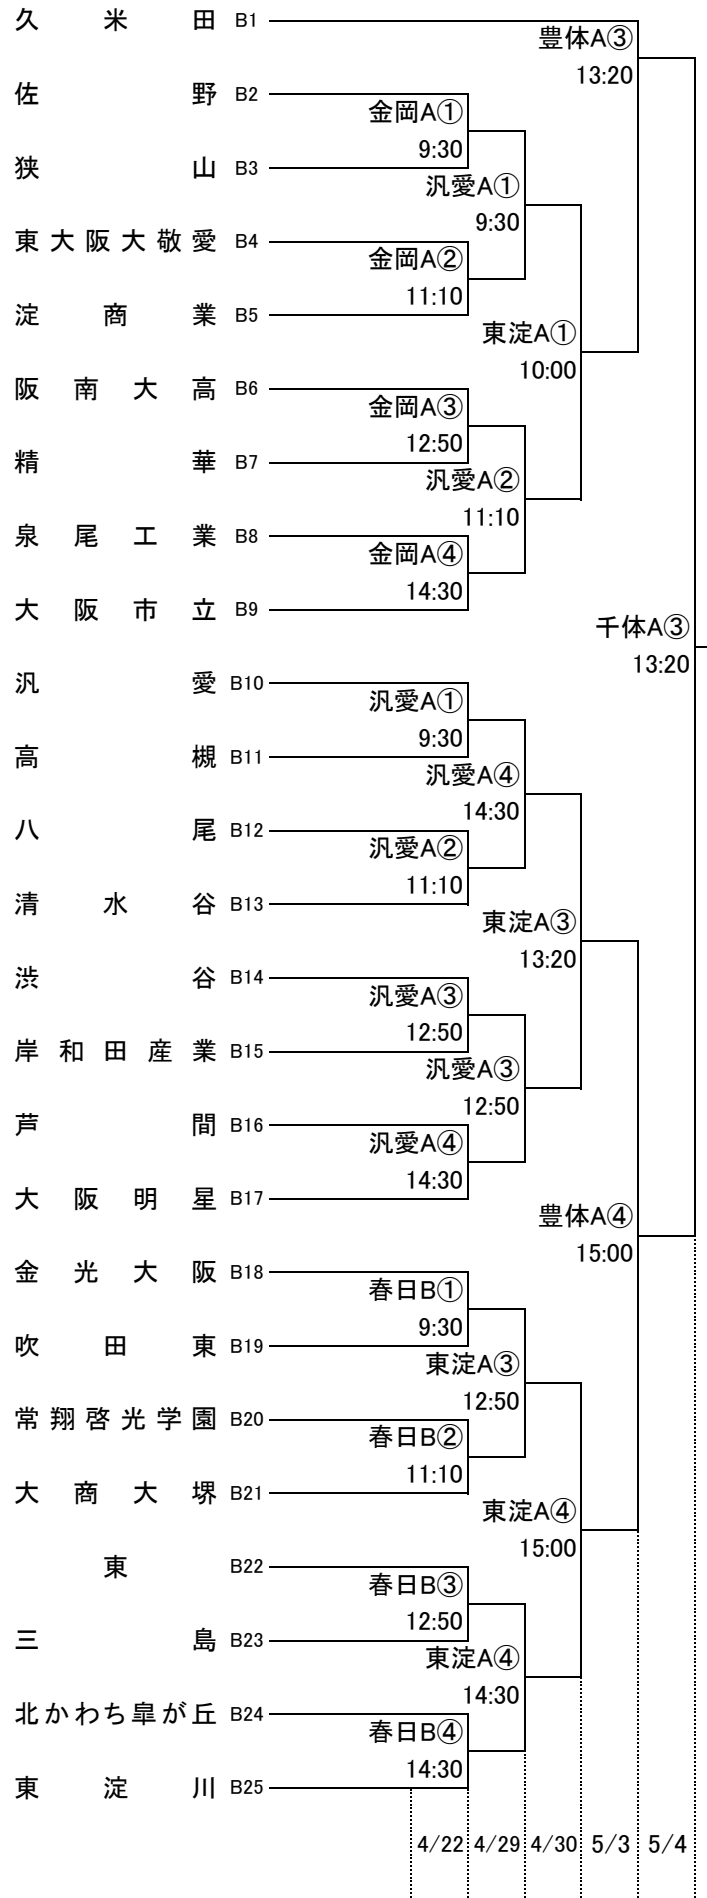 久米田 B1
豊体A③
13:20
佐野 B2
金岡A①
9:30
狭山 B3
汎愛A①
9:30
東大阪大敬愛 B4
金岡A②
11:10
淀商業 B5
東淀A①
10:00
阪南大高 B6
金岡A③
12:50
精華 B7
汎愛A②
11:10
泉尾工業 B8
金岡A④
14:30
大阪市立 B9
千体A③
13:20
汎愛 B10
汎愛A①
9:30
高槻 B11
汎愛A④
14:30
八尾 B12
汎愛A②
11:10
清水谷 B13
東淀A③
13:20
渋谷 B14
汎愛A③
12:50
岸和田産業 B15
汎愛A③
12:50
芦間 B16
汎愛A④
14:30
大阪明星 B17
豊体A④
15:00
金光大阪 B18
春日B①
9:30
吹田東 B19
東淀A③
12:50
常翔啓光学園 B20
春日B②
11:10
大商大堺 B21
東淀A④
15:00
東 B22
春日B③
12:50
三島 B23
東淀A④
14:30
北かわち皐が丘 B24
春日B④
14:30
東淀川 B25
4/22 4/29 4/30 5/3 5/4